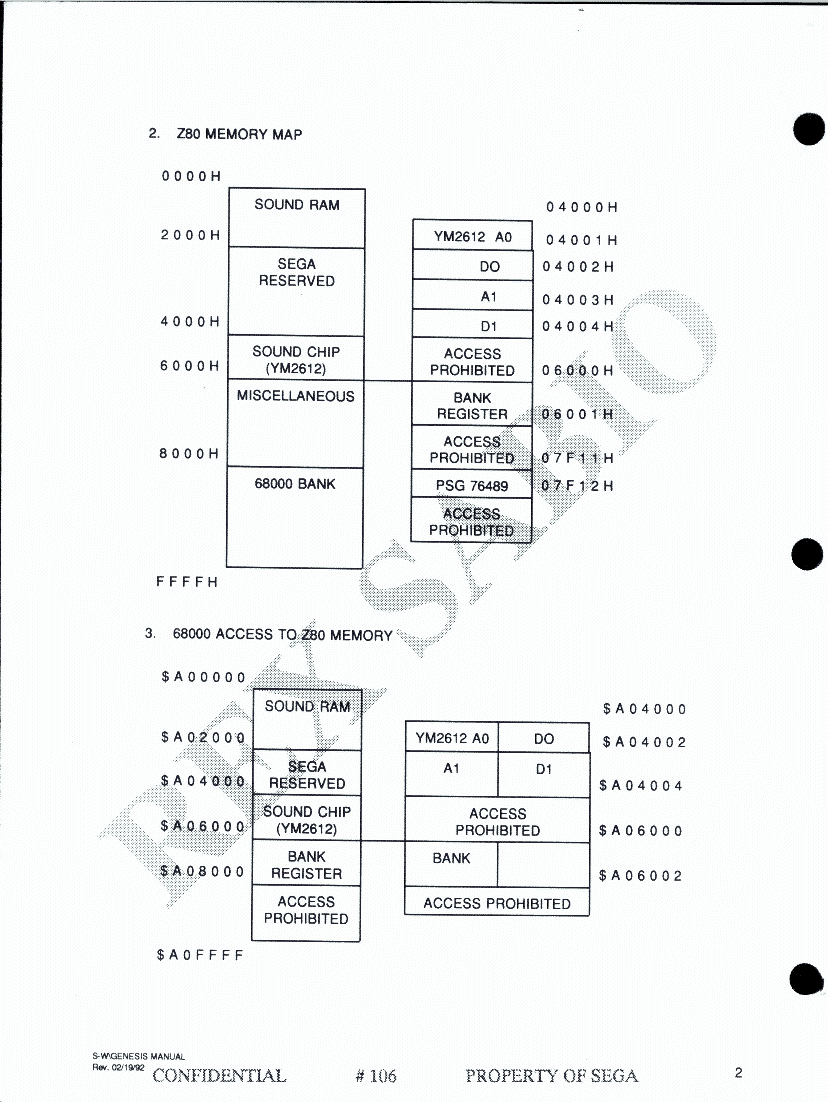 2. Z80 MEMORY MAP
0000H
SOUND RAM
2000H
SEGA
RESERVED
4000H
SOUND CHIP
(YM2612)
6000H
MISCELLANEOUS
8000H
68000 BANK
FFFFH
04000H
YM2612 A0
04001H
DO
04002H
A1
04003H
D1
04004H
ACCESS
PROHIBITED
06000H
BANK
REGISTER
06001H
ACCESS
PROHIBITED
07F11H
PSG 76489
07F12H
ACCESS
PROHIBITED
3. 68000 ACCESS TO Z80 MEMORY
$A00000
SOUND RAM
$A02000
SEGA
RESERVED
$A04000
SOUND CHIP
(YM2612)
$A06000
BANK
REGISTER
$A08000
ACCESS
PROHIBITED
$A0FFFF
$A04000
YM2612 A0 DO
$A04002
A1 D1
$A04004
ACCESS
PROHIBITED
$A06000
BANK
$A06002
ACCESS PROHIBITED
REX SABIO
S-W\GENESIS MANUAL
Rev. 02/19/92
CONFIDENTIAL #106 PROPERTY OF SEGA 2